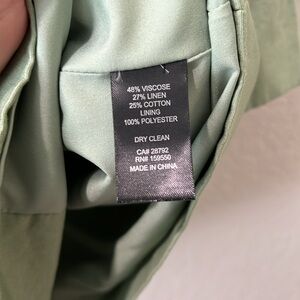 48% VISCOSE
27% LINEN
25% COTTON
LINING
100% POLYESTER
DRY CLEAN
CA# 28792
RN# 159550
MADE IN CHINA